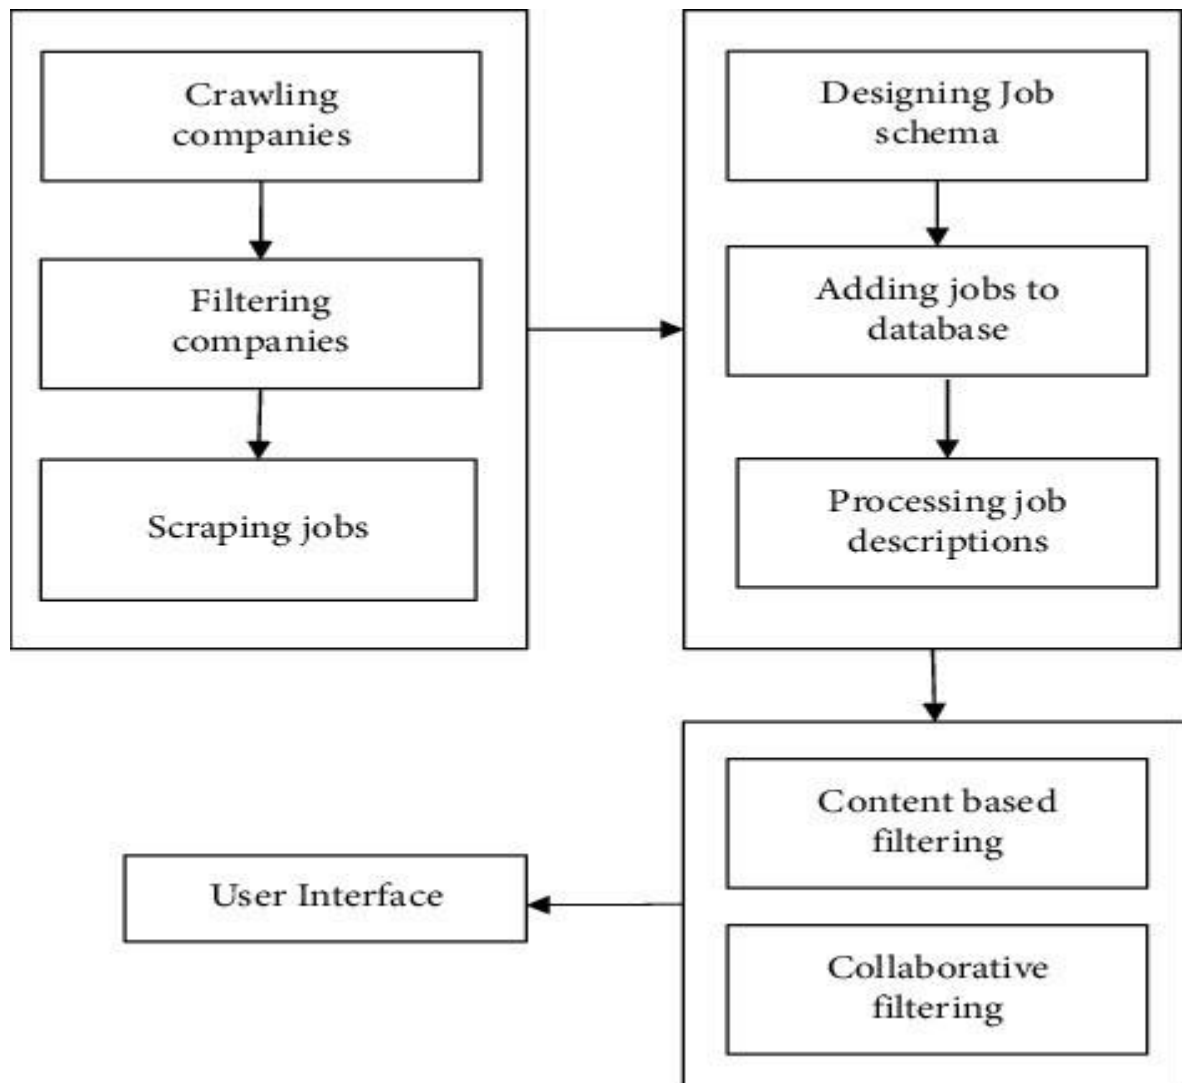 Crawling
companies
Filtering
companies
Scraping jobs
Designing Job
schema
Adding jobs to
database
Processing job
descriptions
Content based
filtering
Collaborative
filtering
User Interface